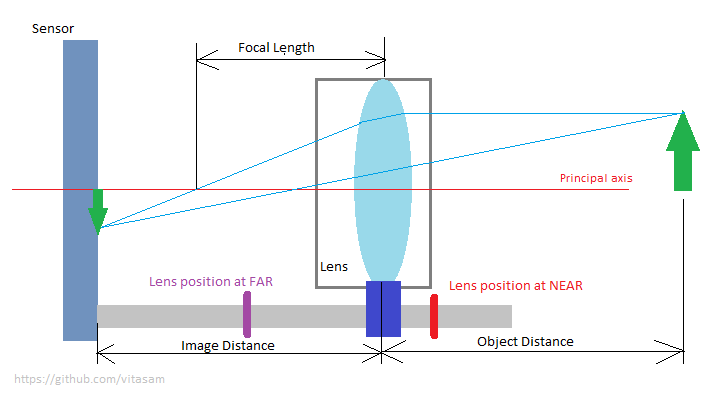 Sensor
Focal Length
Principal axis
Lens
Lens position at FAR
Lens position at NEAR
Image Distance
Object Distance
https://github.com/vitasam